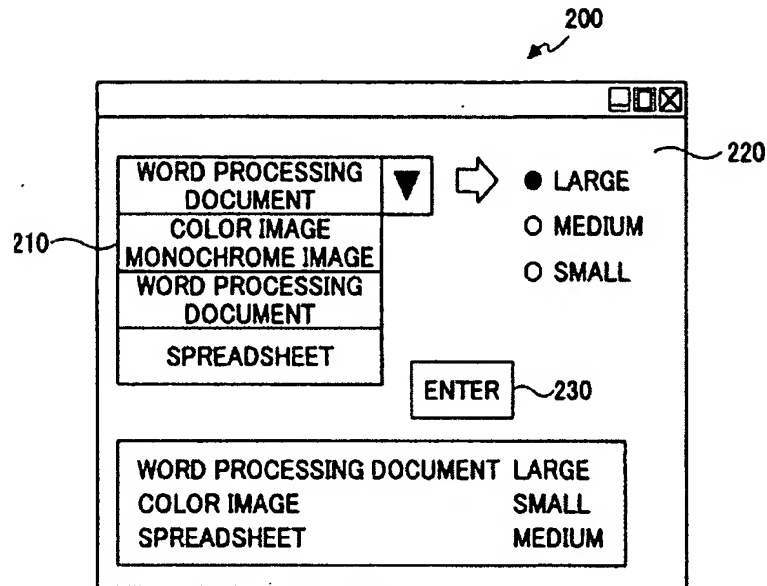 200
220
WORD PROCESSING
DOCUMENT
LARGE
MEDIUM
SMALL
210
COLOR IMAGE
MONOCHROME IMAGE
WORD PROCESSING
DOCUMENT
SPREADSHEET
ENTER
230
WORD PROCESSING DOCUMENT LARGE
COLOR IMAGE SMALL
SPREADSHEET MEDIUM